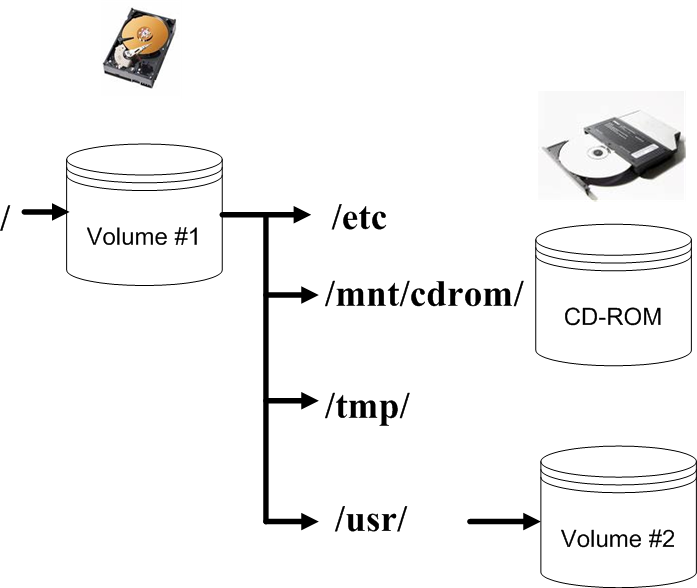 /
Volume #1
/etc
/mnt/cdrom/
CD-ROM
/tmp/
/usr/
Volume #2